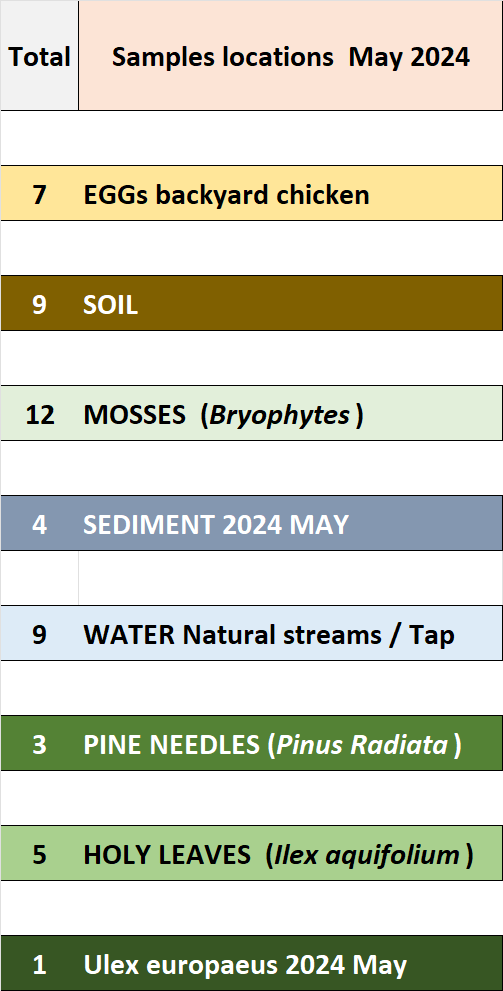 Total Samples locations May 2024
7 EGGs backyard chicken
9 SOIL
12 MOSSES (Bryophytes)
4 SEDIMENT 2024 MAY
9 WATER Natural streams / Tap
3 PINE NEEDLES (Pinus Radiata)
5 HOLY LEAVES (Ilex aquifolium)
1 Ulex europaeus 2024 May